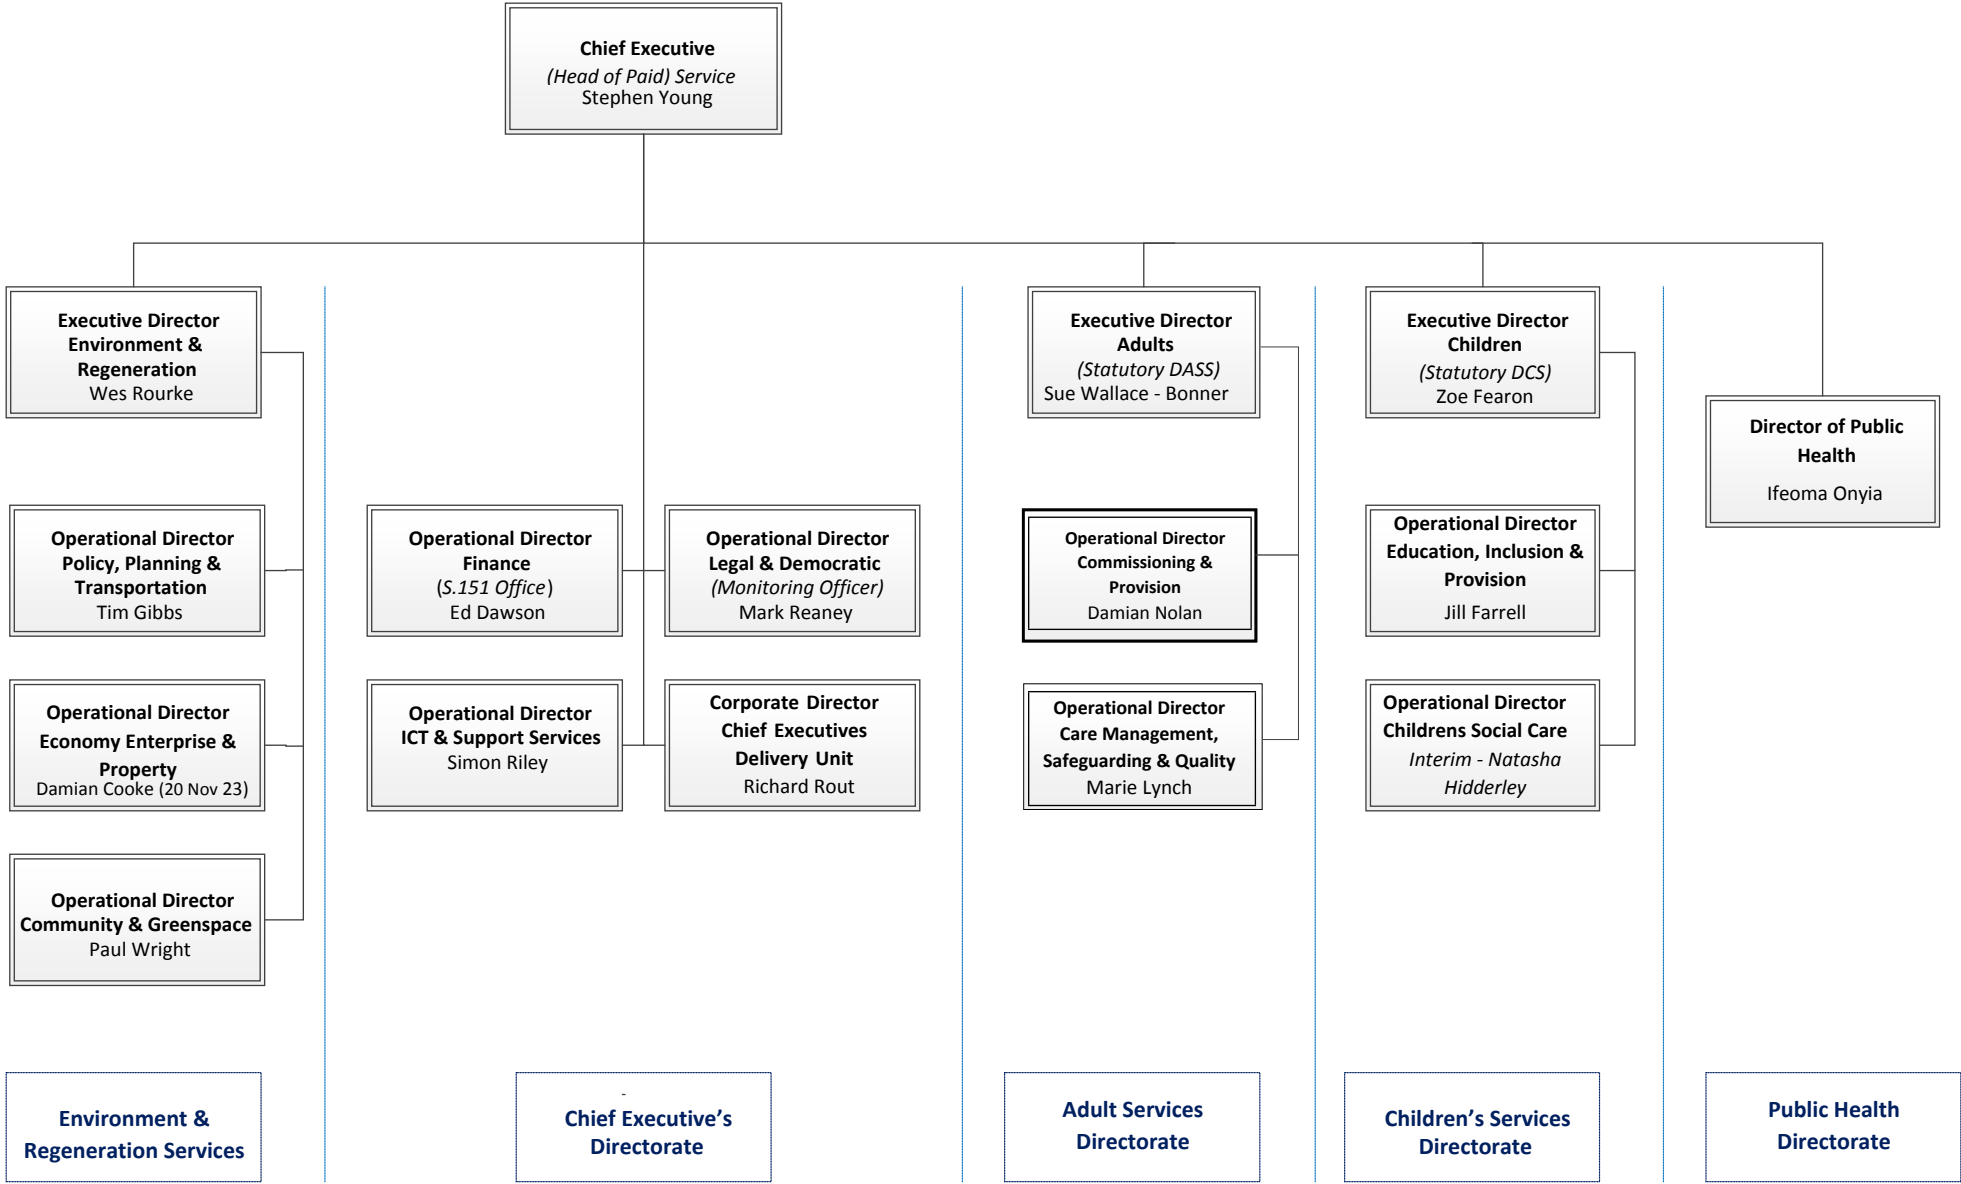 Chief Executive
(Head of Paid) Service
Stephen Young
Executive Director
Environment &
Regeneration
Wes Rourke
Executive Director
Adults
(Statutory DASS)
Sue Wallace - Bonner
Executive Director
Children
(Statutory DCS)
Zoe Fearon
Director of Public
Health
Ifeoma Onyia
Operational Director
Policy, Planning &
Transportation
Tim Gibbs
Operational Director
Finance
(S.151 Office)
Ed Dawson
Operational Director
Legal & Democratic
(Monitoring Officer)
Mark Reaney
Operational Director
Commissioning &
Provision
Damian Nolan
Operational Director
Education, Inclusion &
Provision
Jill Farrell
Operational Director
Economy Enterprise &
Property
Damian Cooke (20 Nov 23)
Operational Director
ICT & Support Services
Simon Riley
Corporate Director
Chief Executives
Delivery Unit
Richard Rout
Operational Director
Care Management,
Safeguarding & Quality
Marie Lynch
Operational Director
Childrens Social Care
Interim - Natasha
Hidderley
Operational Director
Community & Greenspace
Paul Wright
Environment &
Regeneration Services
-
Chief Executive’s
Directorate
Adult Services
Directorate
Children’s Services
Directorate
Public Health
Directorate